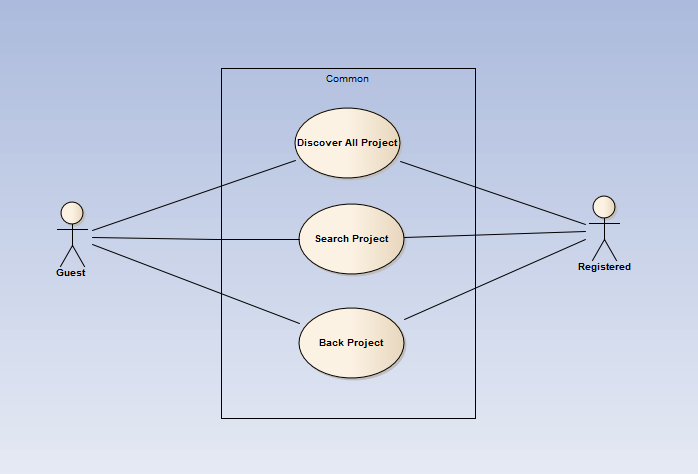 Common
Discover All Project
Search Project
Guest
Registered
Back Project